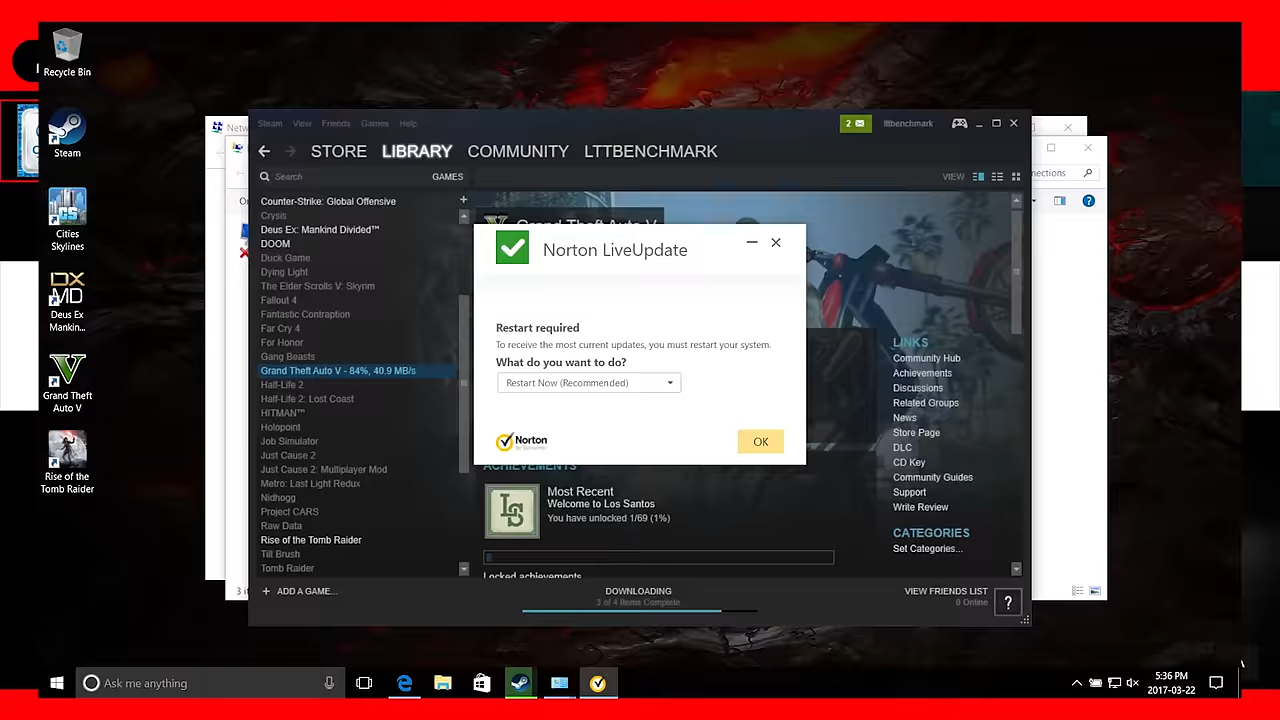 Recycle Bin
Steam
Cities
Skylines
Deus Ex
Mankin...
Grand Theft
Auto V
Rise of the
Tomb Raider
Netw
Steam View Friends Games Help
2
lttbenchmark
STORE LIBRARY COMMUNITY LTTBENCHMARK
Search
GAMES
VIEW
nections
Counter-Strike: Global Offensive
Crysis
Deus Ex: Mankind Divided™
DOOM
Duck Game
Dying Light
The Elder Scrolls V: Skyrim
Fallout 4
Fantastic Contraption
Far Cry 4
For Honor
Gang Beasts
Grand Theft Auto V - 84%, 40.9 MB/s
Half-Life 2
Half-Life 2: Lost Coast
HITMAN™
Holopoint
Job Simulator
Just Cause 2
Just Cause 2: Multiplayer Mod
Metro: Last Light Redux
Nidhogg
Project CARS
Raw Data
Rise of the Tomb Raider
Till Brush
Tomb Raider
Grand Theft Auto V
Norton LiveUpdate
Restart required
To receive the most current updates, you must restart your system.
What do you want to do?
Restart Now (Recommended)
Norton
OK
ACHIEVEMENTS
Most Recent
Welcome to Los Santos
You have unlocked 1/69 (1%)
Locked achievements
LINKS
Community Hub
Achievements
Discussions
Related Groups
News
Store Page
DLC
CD Key
Community Guides
Support
Write Review
CATEGORIES
Set Categories...
3 it
+ ADD A GAME...
DOWNLOADING
3 of 4 Items Complete
VIEW FRIENDS LIST
0 Online
?
Ask me anything
5:36 PM
2017-03-22